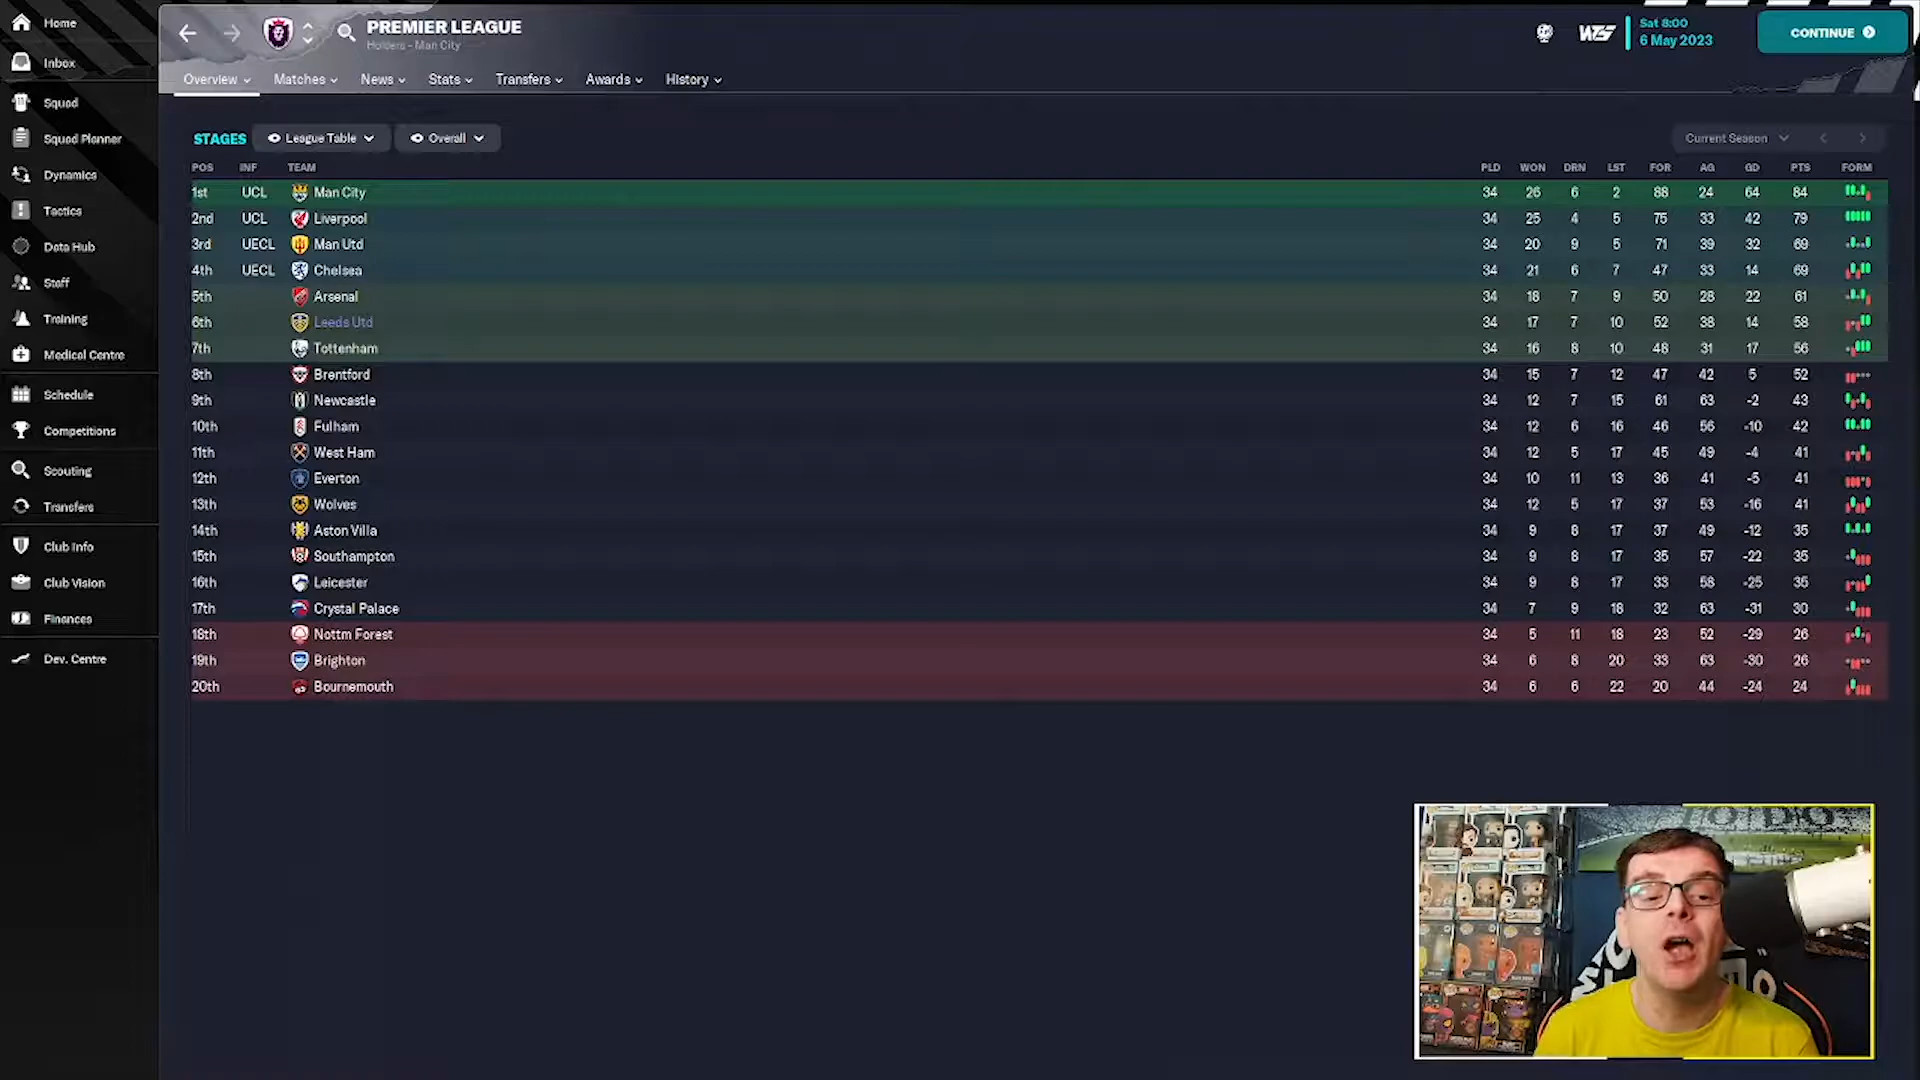 Home
Inbox
Squad
Squad Planner
Dynamics
Tactics
Data Hub
Staff
Training
Medical Centre
Schedule
Competitions
Scouting
Transfers
Club Info
Club Vision
Finances
Dev. Centre
PREMIER LEAGUE
Holders - Man City
Sat 8:00
6 May 2023
CONTINUE
Overview Matches News Stats Transfers Awards History
STAGES League Table Overall Current Season
POS INF TEAM PLD WON DRN LST FOR AG GD PTS FORM
1st UCL Man City 34 26 6 2 88 24 64 84
2nd UCL Liverpool 34 25 4 5 75 33 42 79
3rd UECL Man Utd 34 20 9 5 71 39 32 69
4th UECL Chelsea 34 21 6 7 47 33 14 69
5th Arsenal 34 18 7 9 50 28 22 61
6th Leeds Utd 34 17 7 10 52 38 14 58
7th Tottenham 34 16 8 10 48 31 17 56
8th Brentford 34 15 7 12 47 42 5 52
9th Newcastle 34 12 7 15 61 63 -2 43
10th Fulham 34 12 6 16 46 56 -10 42
11th West Ham 34 12 5 17 45 49 -4 41
12th Everton 34 10 11 13 36 41 -5 41
13th Wolves 34 12 5 17 37 53 -16 41
14th Aston Villa 34 9 8 17 37 49 -12 35
15th Southampton 34 9 8 17 35 57 -22 35
16th Leicester 34 9 8 17 33 58 -25 35
17th Crystal Palace 34 7 9 18 32 63 -31 30
18th Nottm Forest 34 5 11 18 23 52 -29 26
19th Brighton 34 6 8 20 33 63 -30 26
20th Bournemouth 34 6 6 22 20 44 -24 24